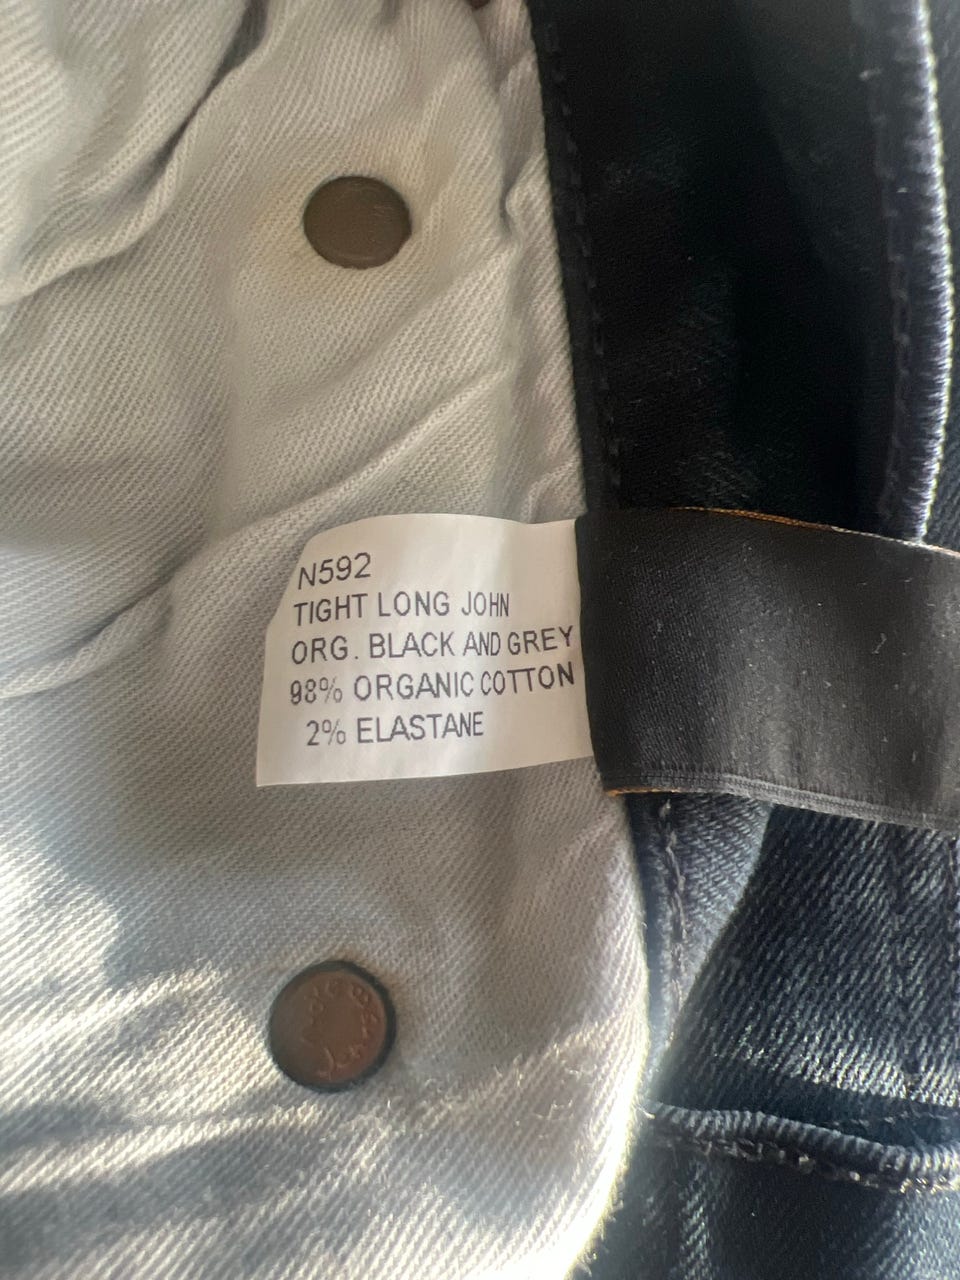 N592
TIGHT LONG JOHN
ORG. BLACK AND GREY
98% ORGANIC COTTON
2% ELASTANE